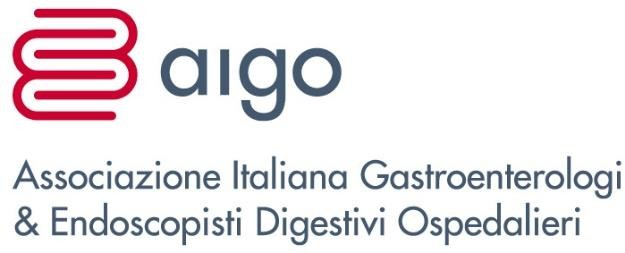 aigo
Associazione Italiana Gastroenterologi
& Endoscopisti Digestivi Ospedalieri